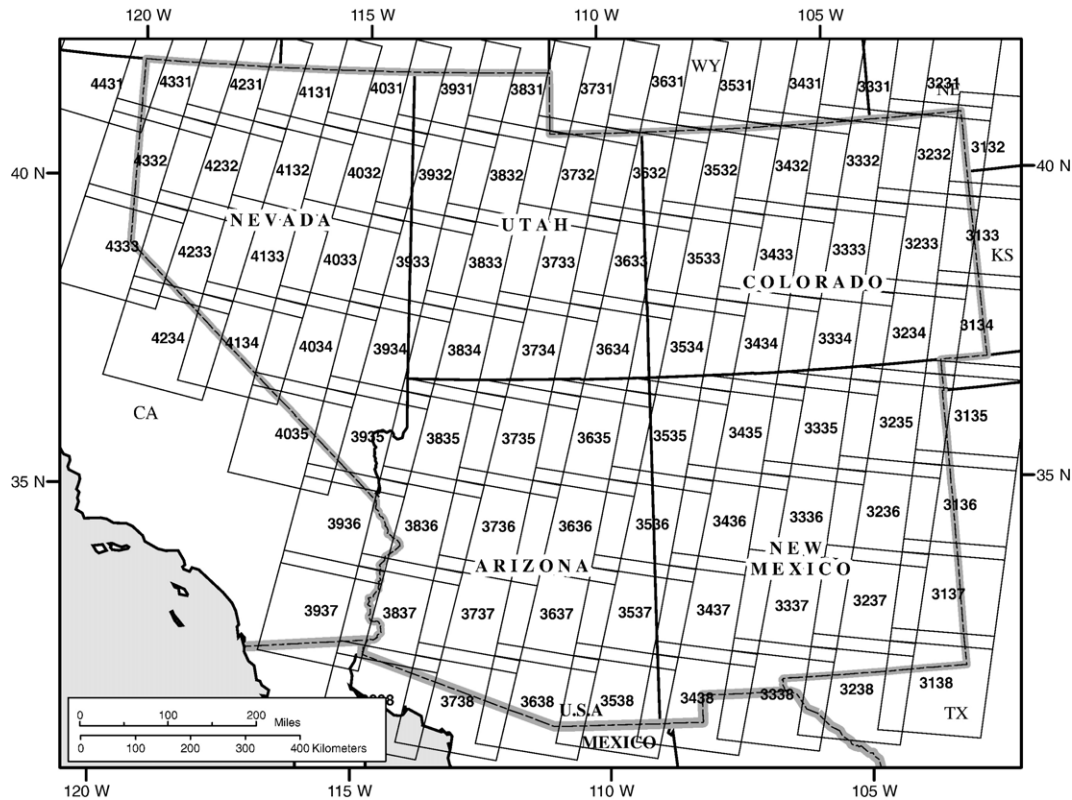 120 W 115 W 110 W 105 W
WY
4431 4331 4231 4131 4031 3931 3831 3731 3631 3531 3431 3331 3231
40 N 4332 4232 4132 4032 3932 3832 3732 3632 3532 3432 3332 3232 3132 40 N
NEVADA UTAH
4333 4233 4133 4033 3933 3833 3733 3633 3533 3433 3333 3233 3133
KS
COLORADO
4234 4134 4034 3934 3834 3734 3634 3534 3434 3334 3234 3134
CA
4035 3935 3835 3735 3635 3535 3435 3335 3235 3135
35 N 35 N
3936 3836 3736 3636 3536 3436 3336 3236 3136
ARIZONA
NEW
MEXICO
3937 3837 3737 3637 3537 3437 3337 3237 3137
3738 3638 3538 3438 3338 3238 3138
U.S.A
TX
MEXICO
0 100 200 Miles
0 100 200 300 400 Kilometers
120 W 115 W 110 W 105 W